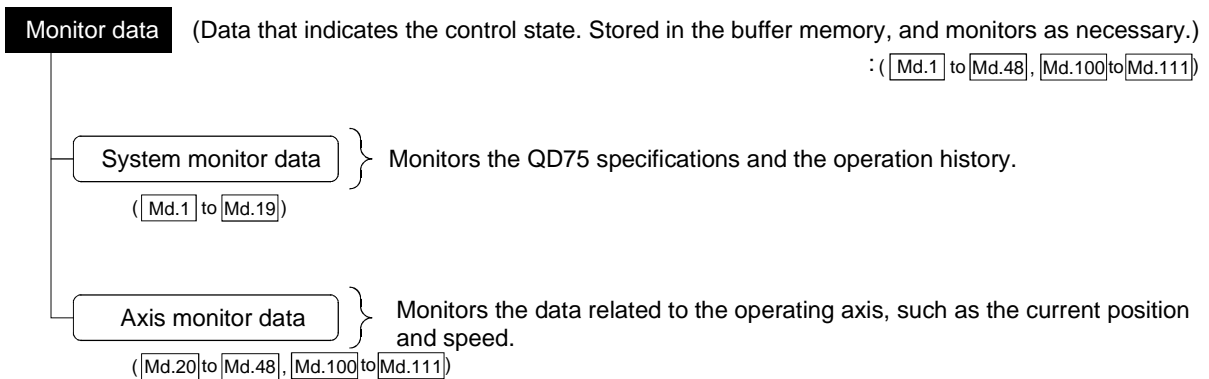 Monitor data (Data that indicates the control state. Stored in the buffer memory, and monitors as necessary.)
:( Md.1 to Md.48, Md.100 to Md.111)
System monitor data Monitors the QD75 specifications and the operation history.
( Md.1 to Md.19)
Axis monitor data Monitors the data related to the operating axis, such as the current position
and speed.
( Md.20 to Md.48, Md.100 to Md.111)